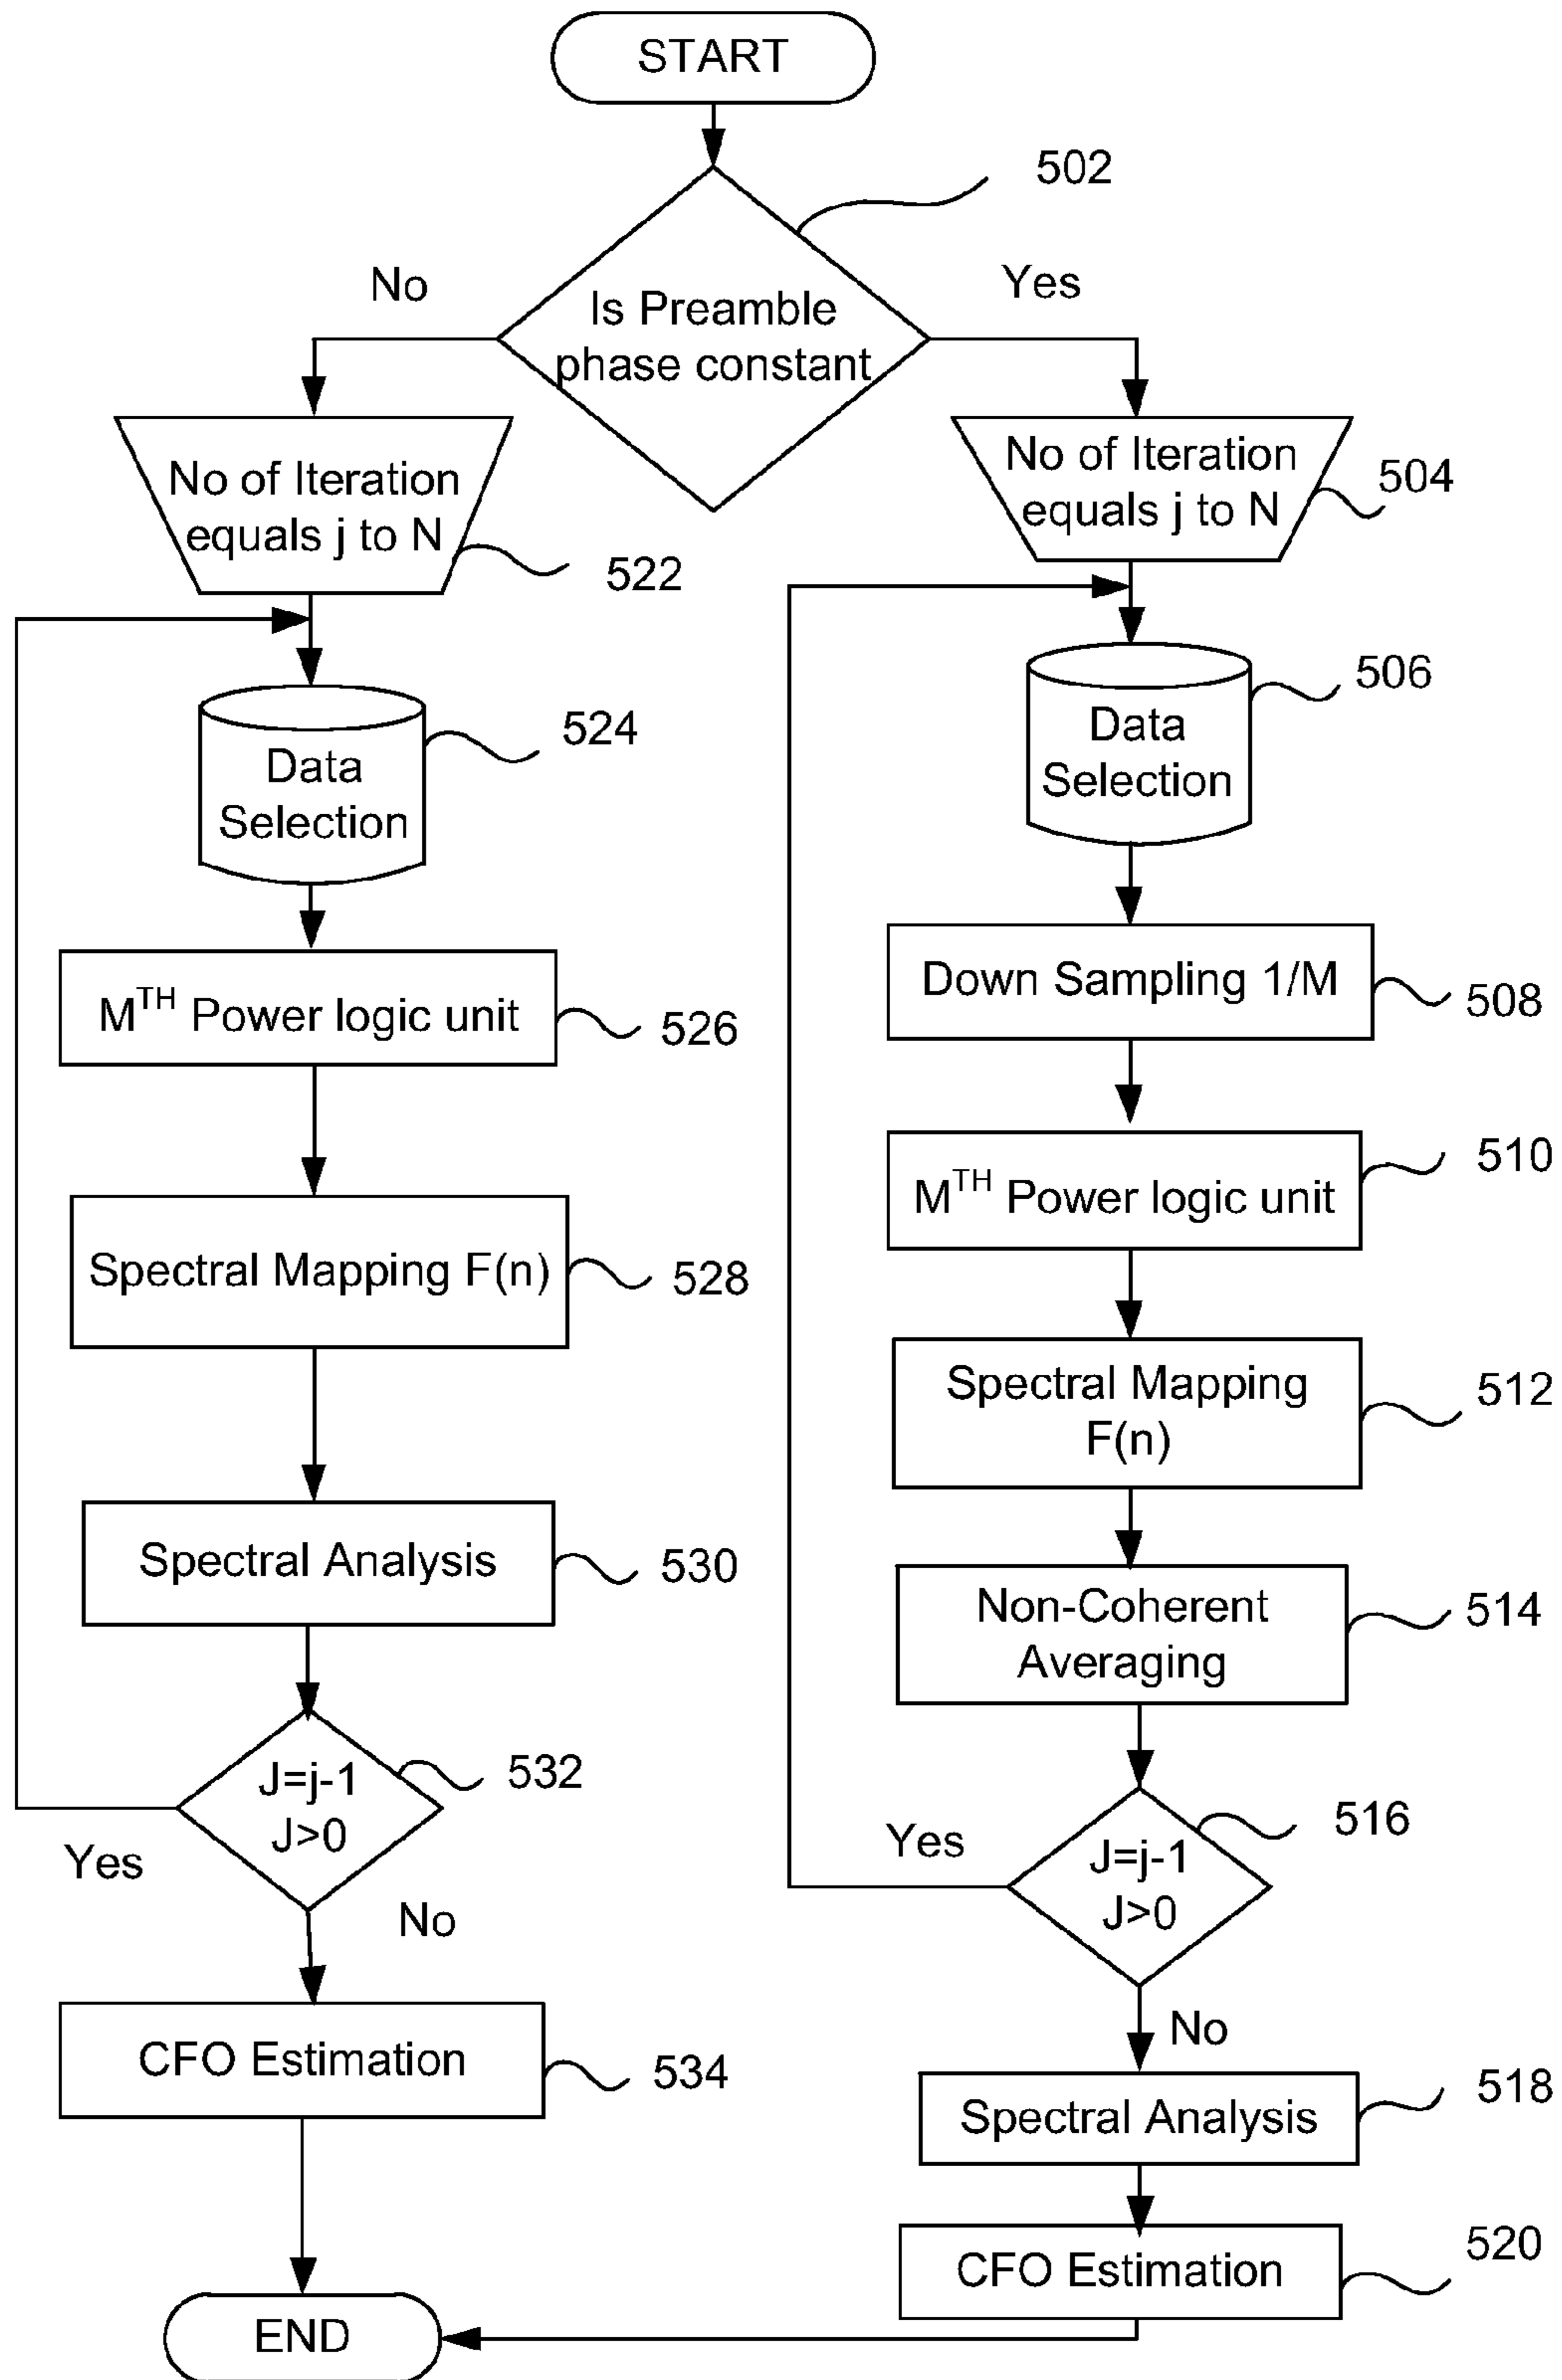 START
502
No
Yes
Is Preamble
phase constant
No of Iteration
equals j to N
522
No of Iteration
equals j to N
504
Data
Selection
524
Data
Selection
506
Down Sampling 1/M
508
M^TH Power logic unit
526
M^TH Power logic unit
510
Spectral Mapping F(n)
528
Spectral Mapping
F(n)
512
Spectral Analysis
530
Non-Coherent
Averaging
514
J=j-1
J>0
532
Yes
No
J=j-1
J>0
516
Yes
No
CFO Estimation
534
Spectral Analysis
518
CFO Estimation
520
END